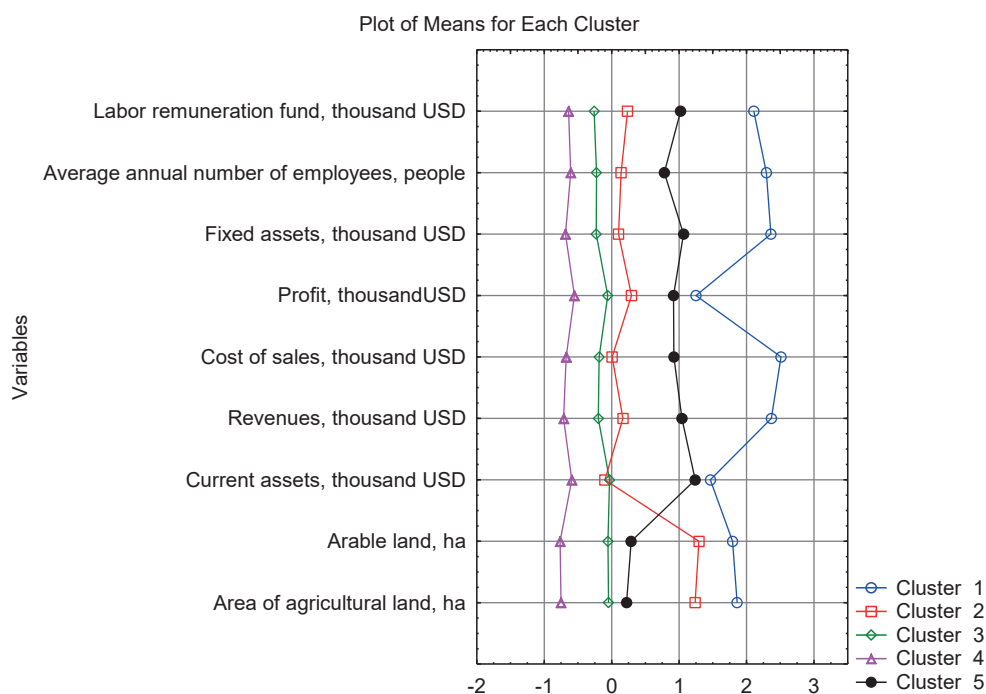 Plot of Means for Each Cluster
Variables
Labor remuneration fund, thousand USD
Average annual number of employees, people
Fixed assets, thousand USD
Profit, thousandUSD
Cost of sales, thousand USD
Revenues, thousand USD
Current assets, thousand USD
Arable land, ha
Area of agricultural land, ha
-2 -1 0 1 2 3
Cluster 1
Cluster 2
Cluster 3
Cluster 4
Cluster 5